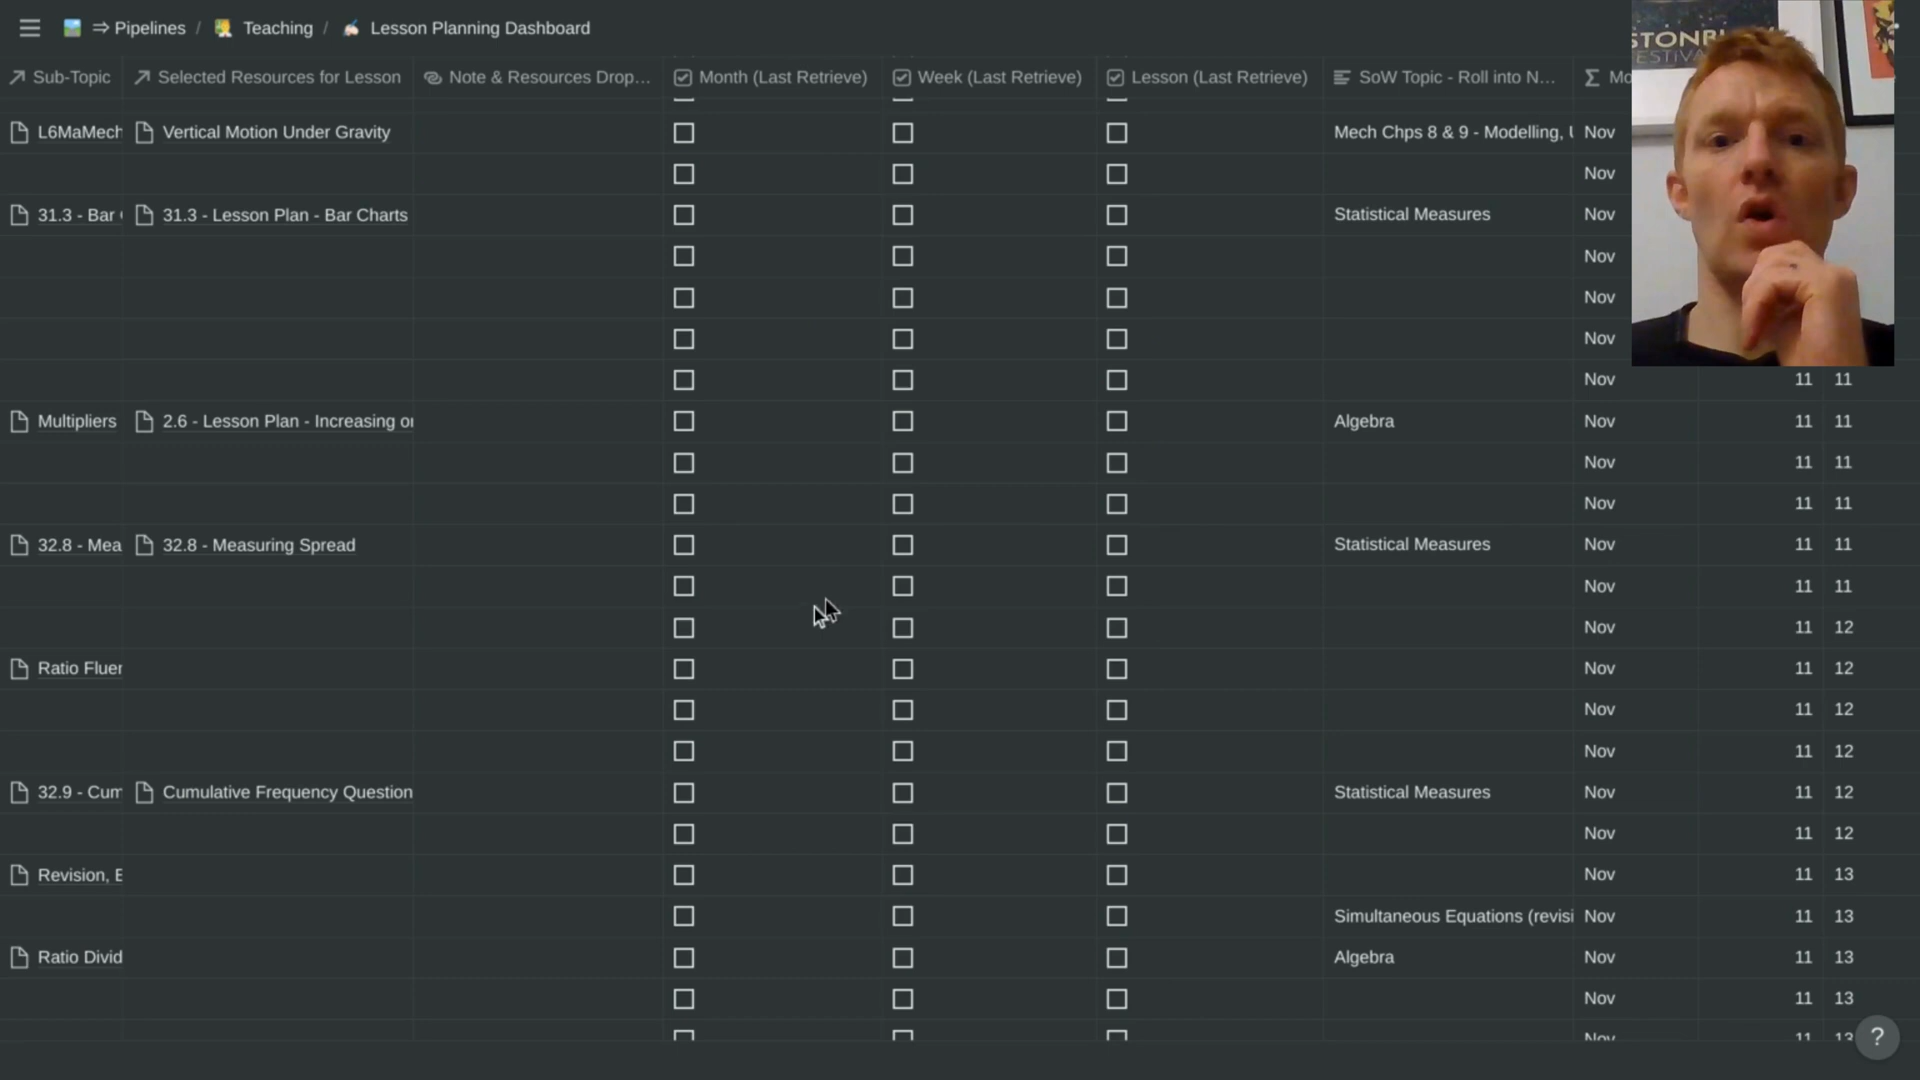 ⇒ Pipelines / Teaching / Lesson Planning Dashboard
Sub-Topic Selected Resources for Lesson Note & Resources Drop... Month (Last Retrieve) Week (Last Retrieve) Lesson (Last Retrieve) SoW Topic - Roll into N... Σ Mo
STONB
ESTIVA
L6MaMech Vertical Motion Under Gravity Mech Chps 8 & 9 - Modelling, Nov
Nov
31.3 - Bar 31.3 - Lesson Plan - Bar Charts Statistical Measures Nov
Nov
Nov
Nov
Nov 11 11
Multipliers 2.6 - Lesson Plan - Increasing or Algebra Nov 11 11
Nov 11 11
Nov 11 11
32.8 - Mea 32.8 - Measuring Spread Statistical Measures Nov 11 11
Nov 11 11
Nov 11 12
Ratio Fluer Nov 11 12
Nov 11 12
Nov 11 12
32.9 - Cum Cumulative Frequency Question Statistical Measures Nov 11 12
Nov 11 12
Revision, E Nov 11 13
Simultaneous Equations (revisi Nov 11 13
Ratio Divid Algebra Nov 11 13
Nov 11 13
Nov 11 13
?